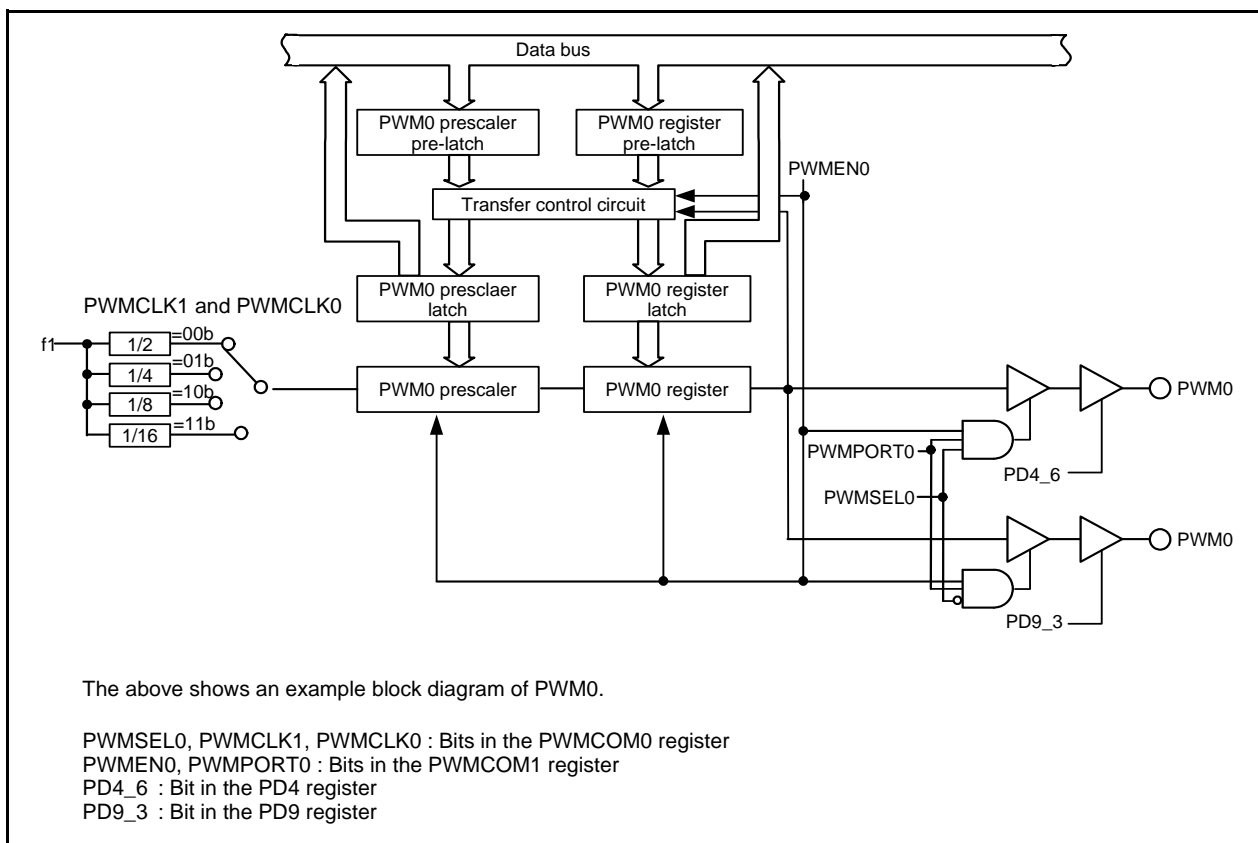 Data bus
PWM0 prescaler
pre-latch
PWM0 register
pre-latch
PWMEN0
Transfer control circuit
PWM0 presclaer
latch
PWM0 register
latch
PWMCLK1 and PWMCLK0
f1
1/2
=00b
1/4
=01b
1/8
=10b
1/16
=11b
PWM0 prescaler
PWM0 register
PWM0
PWMPORT0
PD4_6
PWMSEL0
PWM0
PD9_3
The above shows an example block diagram of PWM0.
PWMSEL0, PWMCLK1, PWMCLK0 : Bits in the PWMCOM0 register
PWMEN0, PWMPORT0 : Bits in the PWMCOM1 register
PD4_6 : Bit in the PD4 register
PD9_3 : Bit in the PD9 register